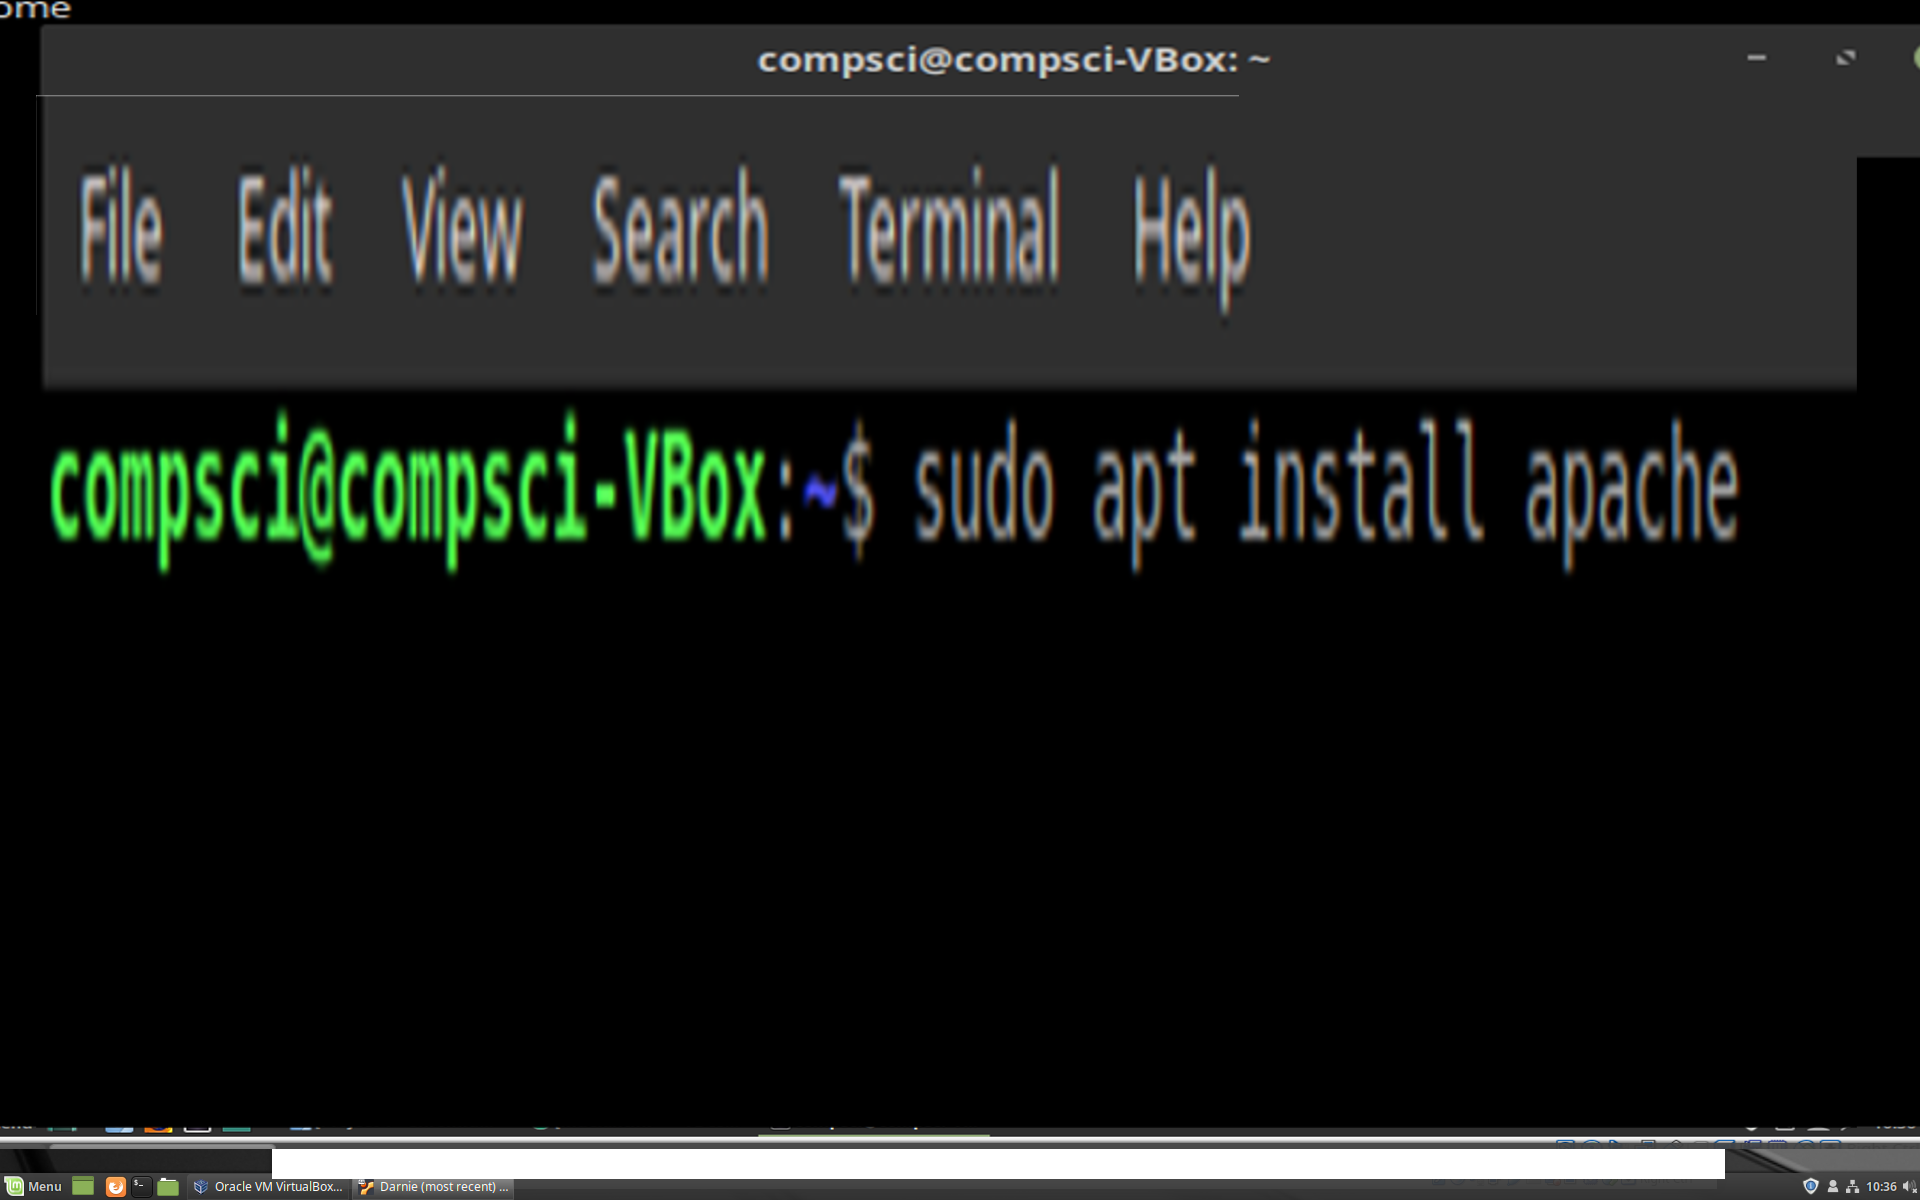 ome
compsci@compsci-VBox: ~
File Edit View Search Terminal Help
compsci@compsci-VBox:~$ sudo apt install apache
Menu Oracle VM VirtualBox... Darnie (most recent) ... 10:36